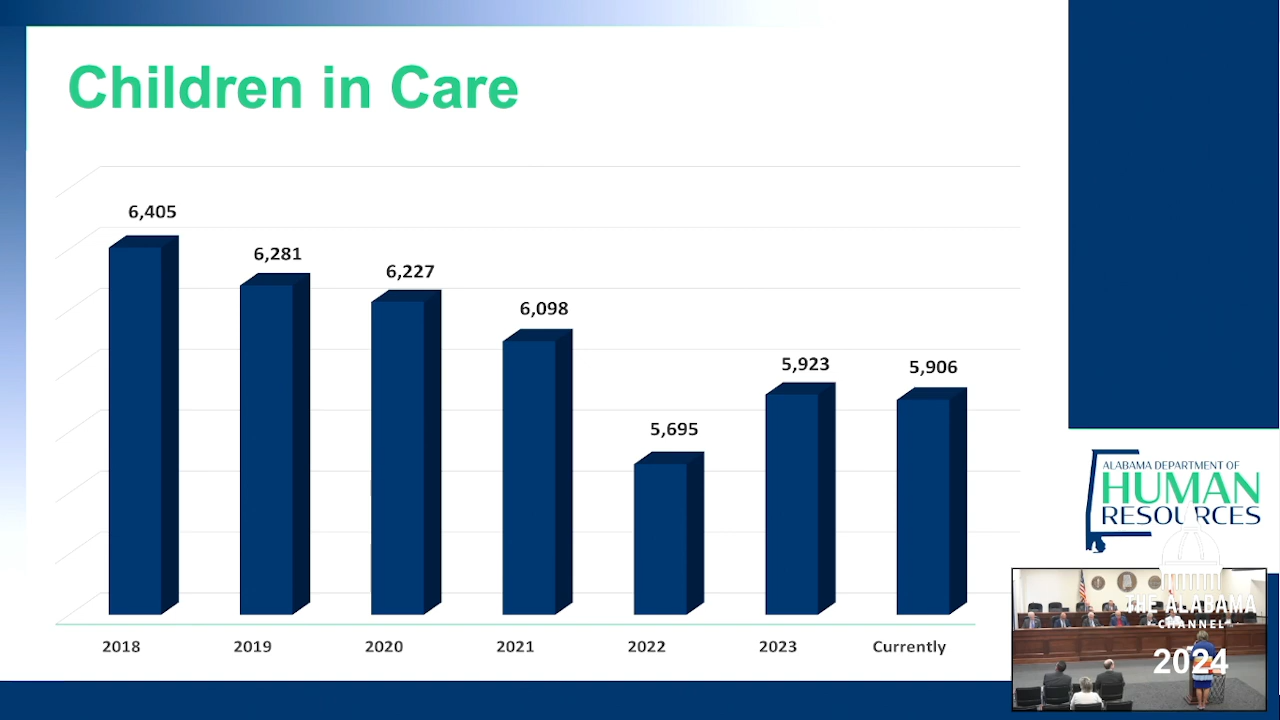 Children in Care
6,405
6,281
6,227
6,098
5,695
5,923
5,906
2018
2019
2020
2021
2022
2023
Currently
ALABAMA DEPARTMENT OF
HUMAN
RESOURCES
THE ALABAMA
CHANNEL
2024